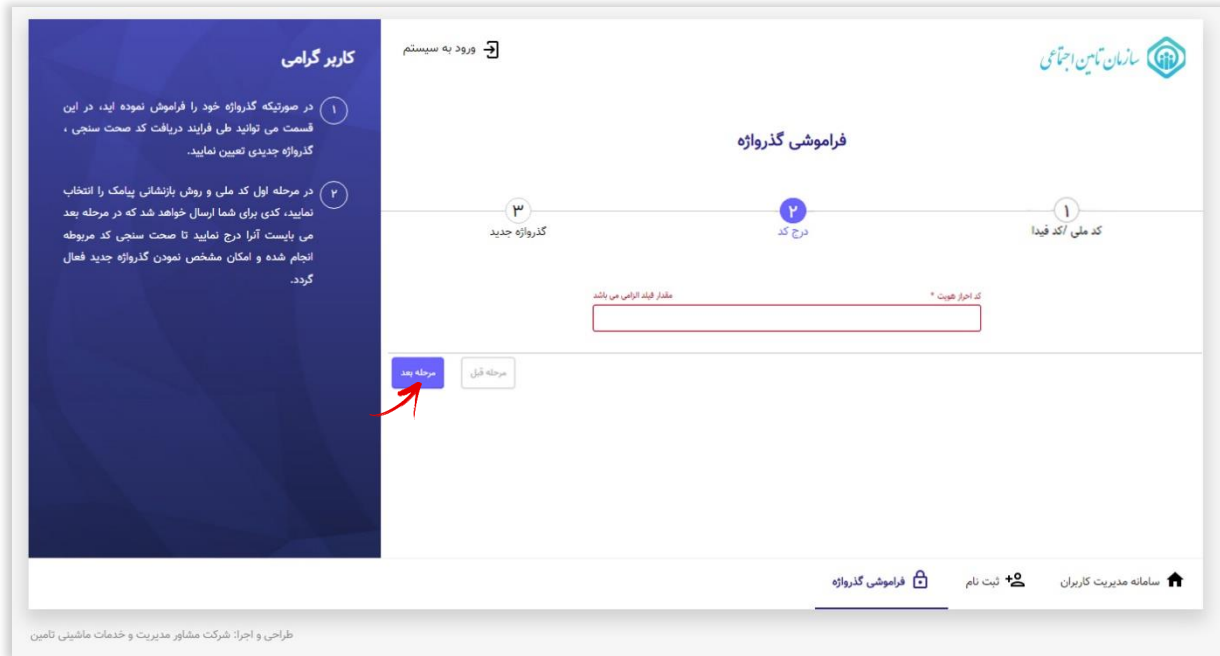 سازمان تامین اجتماعی
ورود به سیستم
کاربر گرامی
۱
در صورتیکه گذرواژه خود را فراموش نموده اید، در این
قسمت می توانید طی فرایند دریافت کد صحت سنجی ،
گذرواژه جدیدی تعیین نمایید.
۲
در مرحله اول کد ملی و روش بازنشانی پیامک را انتخاب
نمایید، کدی برای شما ارسال خواهد شد که در مرحله بعد
می بایست آنرا درج نمایید تا صحت سنجی کد مربوطه
انجام شده و امکان مشخص نمودن گذرواژه جدید فعال
گردد.
فراموشی گذرواژه
۱
کد ملی /کد فیدا
۲
درج کد
۳
گذرواژه جدید
کد احراز هویت *
مقدار فیلد الزامی می باشد
مرحله قبل
مرحله بعد
سامانه مدیریت کاربران
ثبت نام
فراموشی گذرواژه
طراحی و اجرا: شرکت مشاور مدیریت و خدمات ماشینی تامین